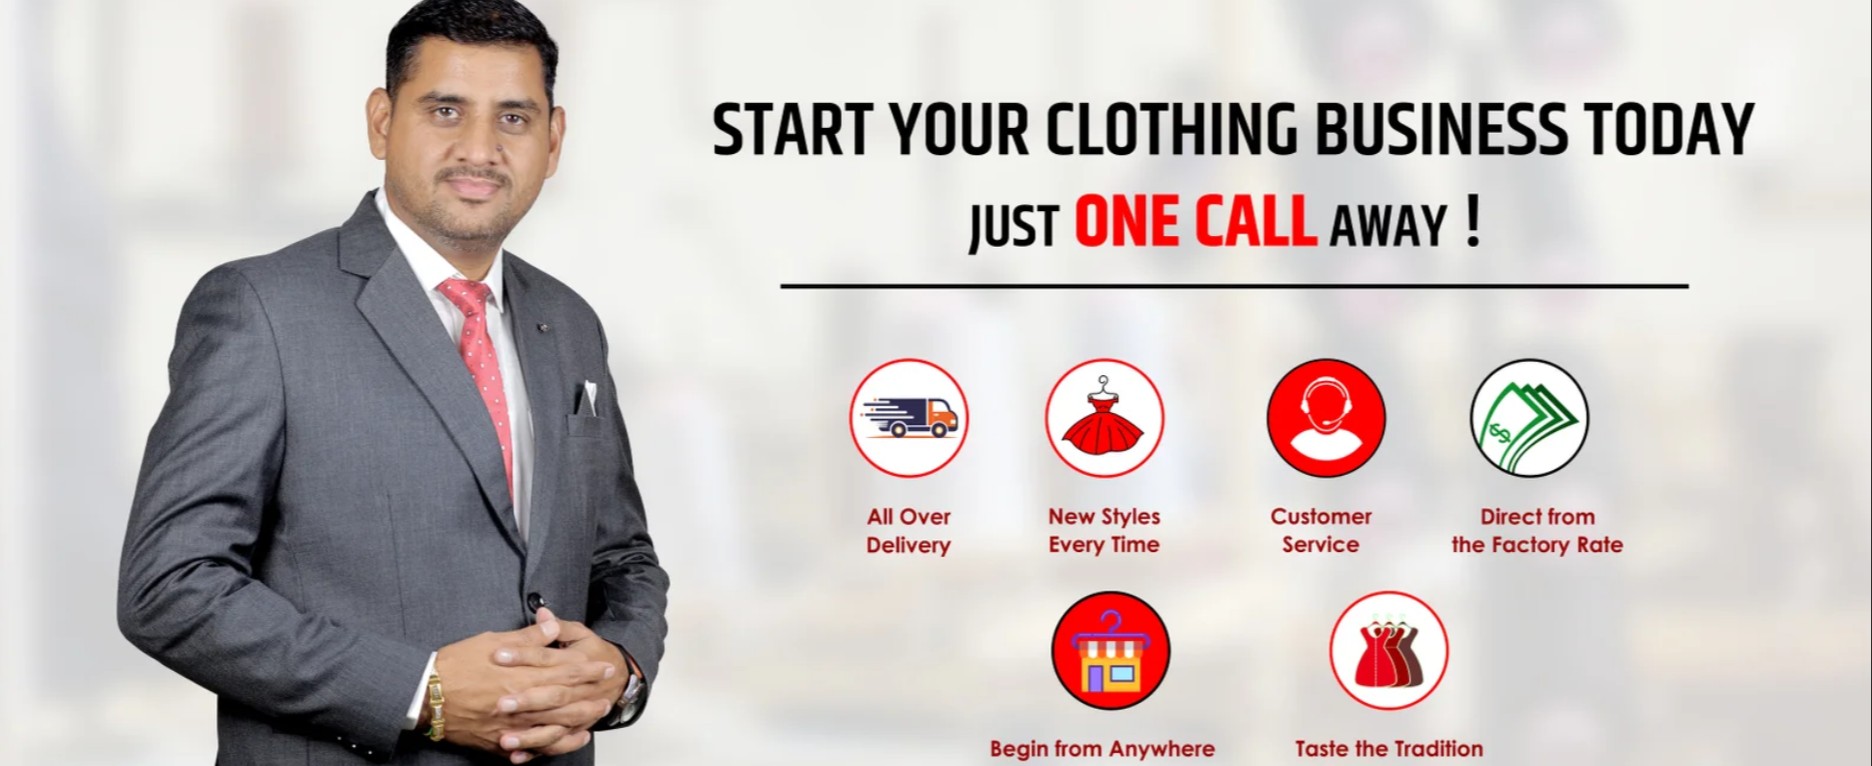 START YOUR CLOTHING BUSINESS TODAY
JUST ONE CALL AWAY !
All Over
Delivery
New Styles
Every Time
Customer
Service
$
Direct from
the Factory Rate
Begin from Anywhere
Taste the Tradition